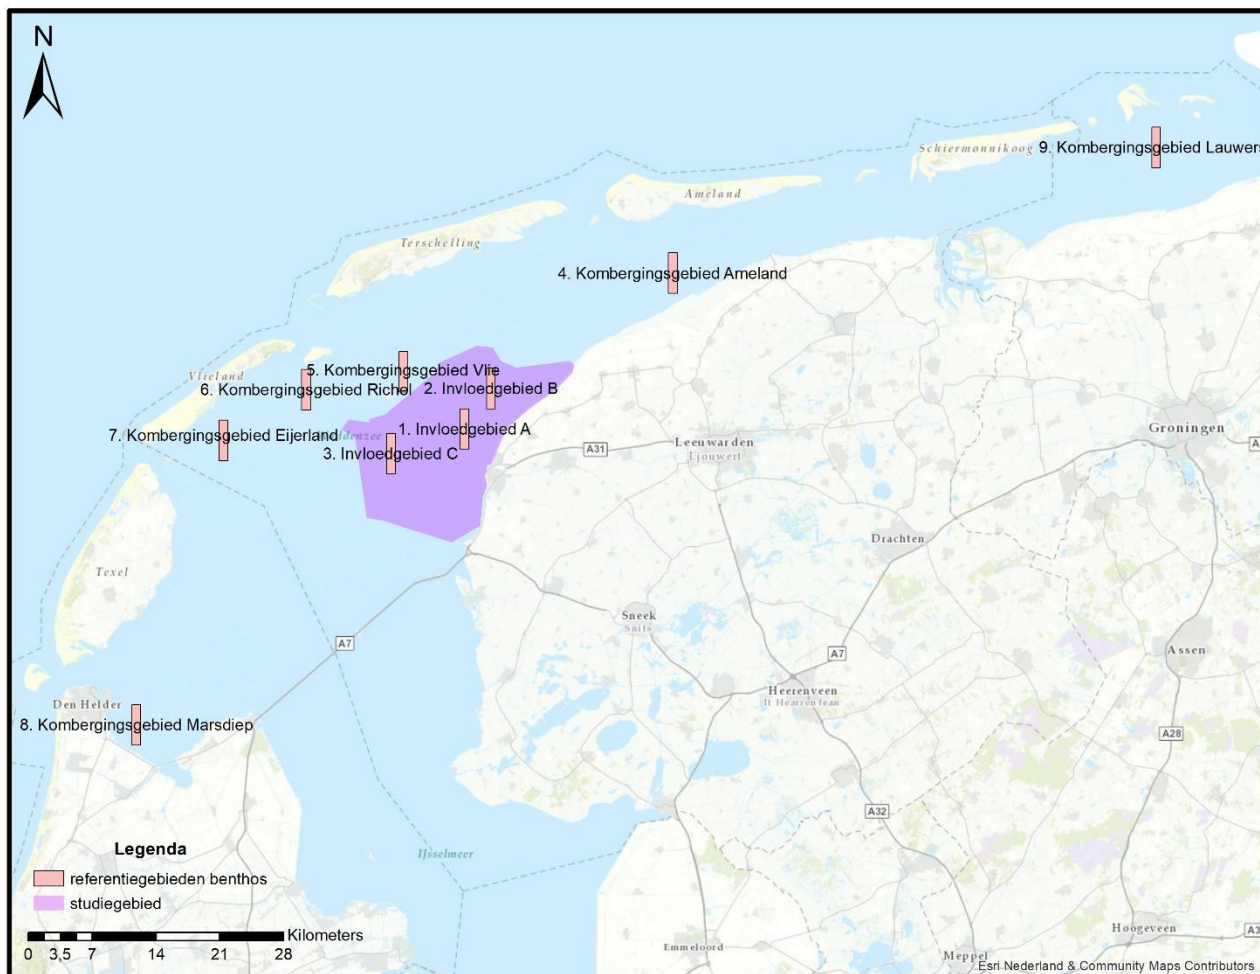 N
Schiermonnikoog
9. Kombergingsgebied Lauwers
Ameland
Terschelling
4. Kombergingsgebied Ameland
Vlieland
5. Kombergingsgebied Vlie
6. Kombergingsgebied Richel
2. Invloedgebied B
7. Kombergingsgebied Eijerland
1. Invloedgebied A
3. Invloedgebied C
A31
Leeuwarden
Ljouwert
Groningen
Drachten
Texel
Sneek
Snits
A7
A7
Assen
Heerenveen
It Hearrenfean
Den Helder
8. Kombergingsgebied Marsdiep
A28
A32
IJsselmeer
Legenda
referentiegebieden benthos
studiegebied
Kilometers
0 3,5 7 14 21 28
Emmeloord
Meppel
Hoogeveen
Esri Nederland & Community Maps Contributors